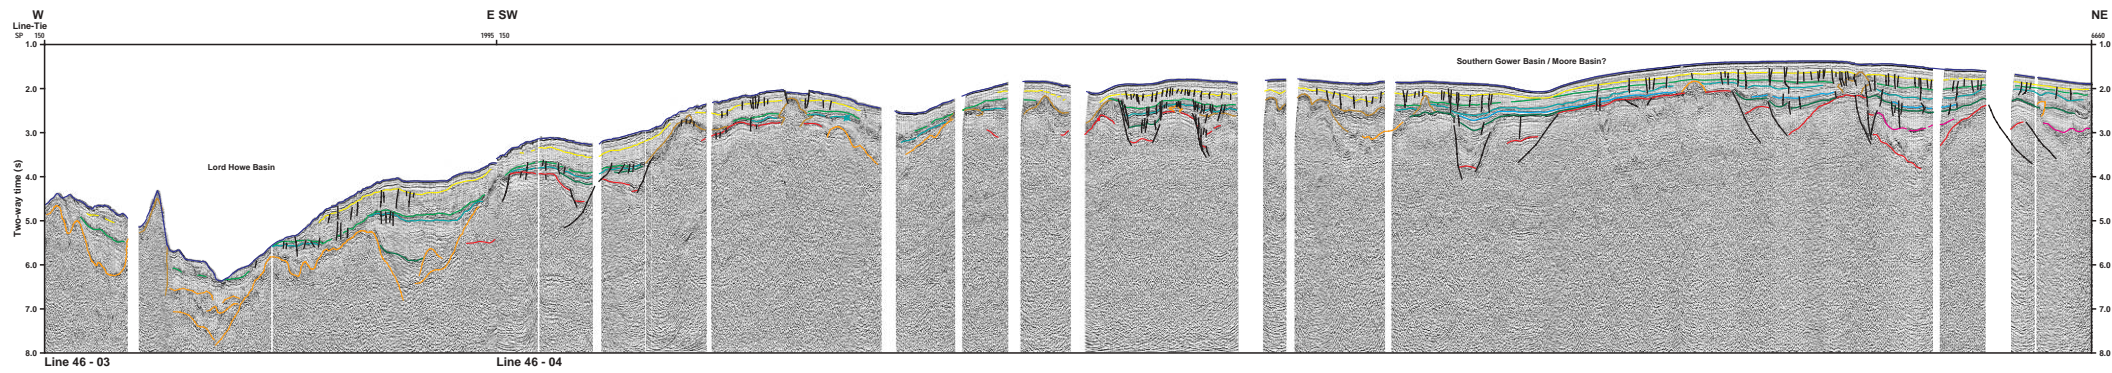 W E SW NE
Line-Tie
SP 150 1995 150 6660
1.0 1.0
Southern Gower Basin / Moore Basin?
2.0 2.0
3.0 3.0
Lord Howe Basin
4.0 4.0
Two-way time (s)
5.0 5.0
6.0 6.0
7.0 7.0
8.0 8.0
Line 46 - 03 Line 46 - 04